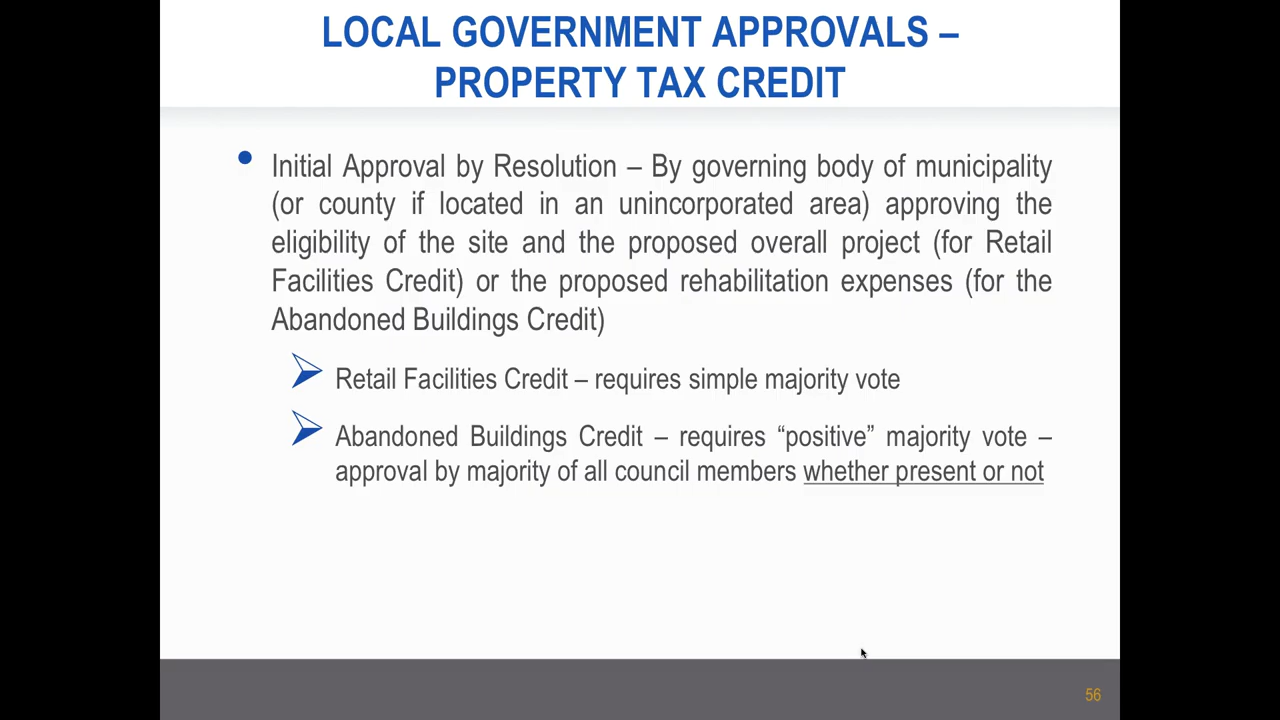 LOCAL GOVERNMENT APPROVALS –
PROPERTY TAX CREDIT
Initial Approval by Resolution – By governing body of municipality
(or county if located in an unincorporated area) approving the
eligibility of the site and the proposed overall project (for Retail
Facilities Credit) or the proposed rehabilitation expenses (for the
Abandoned Buildings Credit)
Retail Facilities Credit – requires simple majority vote
Abandoned Buildings Credit – requires “positive” majority vote –
approval by majority of all council members whether present or not
56